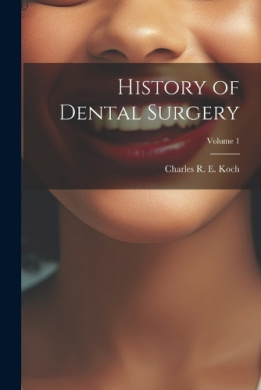 History of
Dental Surgery
Volume 1
Charles R. E. Koch